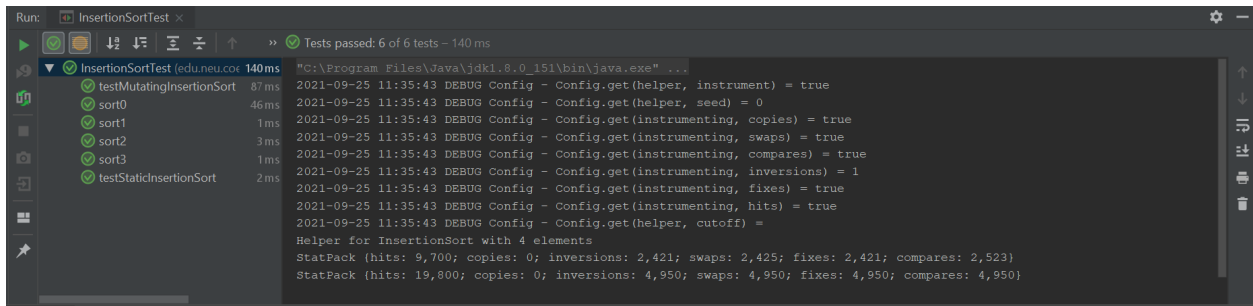 Run: InsertionSortTest ×
» Tests passed: 6 of 6 tests – 140 ms
InsertionSortTest (edu.neu.coe 140 ms
testMutatingInsertionSort 87 ms
sort0 46 ms
sort1 1 ms
sort2 3 ms
sort3 1 ms
testStaticInsertionSort 2 ms
"C:\Program Files\Java\jdk1.8.0_151\bin\java.exe" ...
2021-09-25 11:35:43 DEBUG Config - Config.get(helper, instrument) = true
2021-09-25 11:35:43 DEBUG Config - Config.get(helper, seed) = 0
2021-09-25 11:35:43 DEBUG Config - Config.get(instrumenting, copies) = true
2021-09-25 11:35:43 DEBUG Config - Config.get(instrumenting, swaps) = true
2021-09-25 11:35:43 DEBUG Config - Config.get(instrumenting, compares) = true
2021-09-25 11:35:43 DEBUG Config - Config.get(instrumenting, inversions) = 1
2021-09-25 11:35:43 DEBUG Config - Config.get(instrumenting, fixes) = true
2021-09-25 11:35:43 DEBUG Config - Config.get(instrumenting, hits) = true
2021-09-25 11:35:43 DEBUG Config - Config.get(helper, cutoff) =
Helper for InsertionSort with 4 elements
StatPack {hits: 9,700; copies: 0; inversions: 2,421; swaps: 2,425; fixes: 2,421; compares: 2,523}
StatPack {hits: 19,800; copies: 0; inversions: 4,950; swaps: 4,950; fixes: 4,950; compares: 4,950}